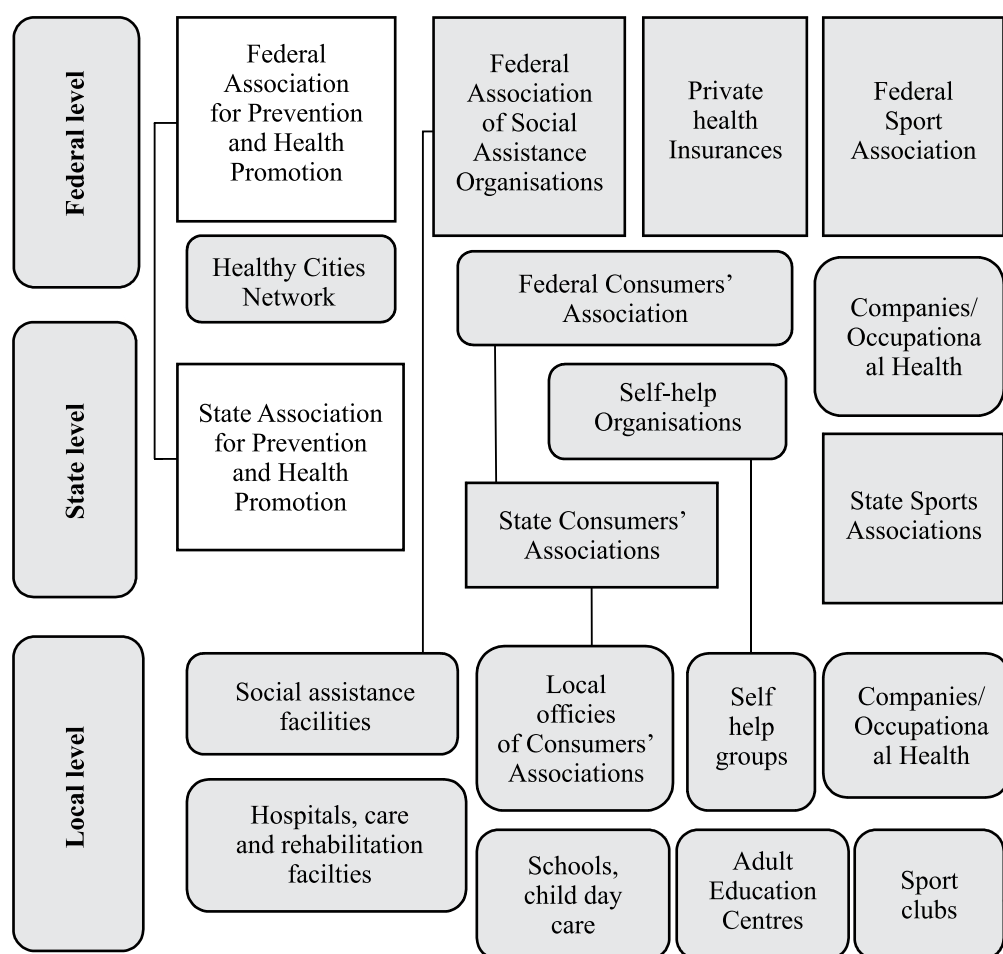 Federal level
Federal
Association
for Prevention
and Health
Promotion
Federal
Association
of Social
Assistance
Organisations
Private
health
Insurances
Federal
Sport
Association
Healthy Cities
Network
Federal Consumers’
Association
Companies/
Occupationa
al Health
State level
State Association
for Prevention
and Health
Promotion
Self-help
Organisations
State Consumers’
Associations
State Sports
Associations
Local level
Social assistance
facilities
Local
officies
of Consumers’
Associations
Self
help
groups
Companies/
Occupationa
al Health
Hospitals, care
and rehabilitation
facilties
Schools,
child day
care
Adult
Education
Centres
Sport
clubs